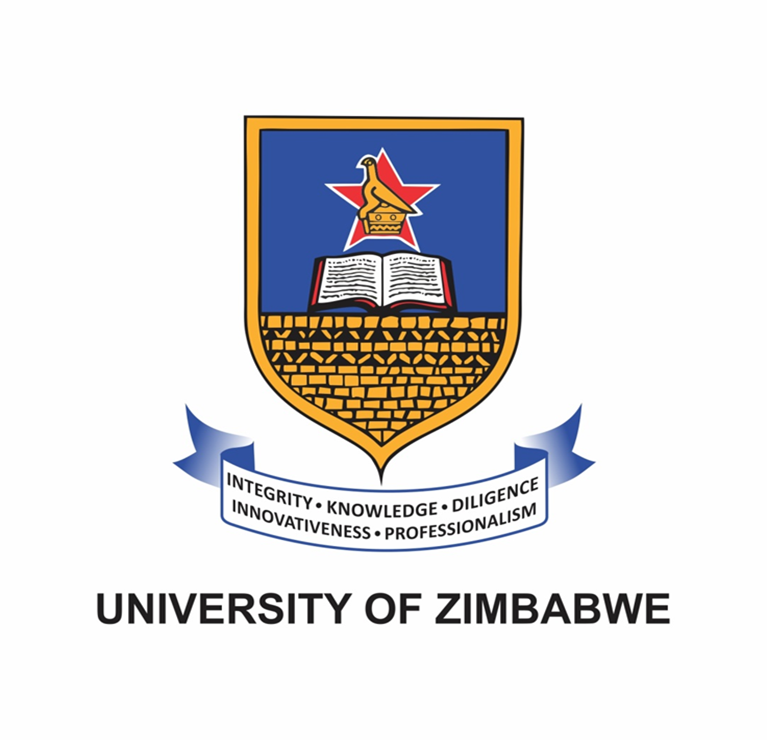 INTEGRITY • KNOWLEDGE • DILIGENCE
INNOVATIVENESS • PROFESSIONALISM
UNIVERSITY OF ZIMBABWE